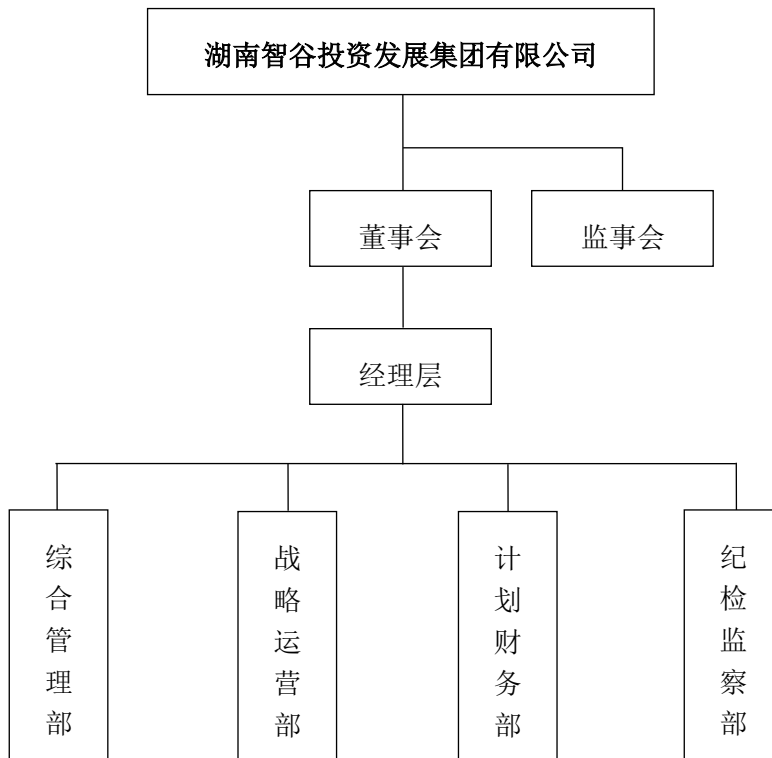 湖南智谷投资发展集团有限公司
董事会
监事会
经理层
综合管理部
战略运营部
计划财务部
纪检监察部